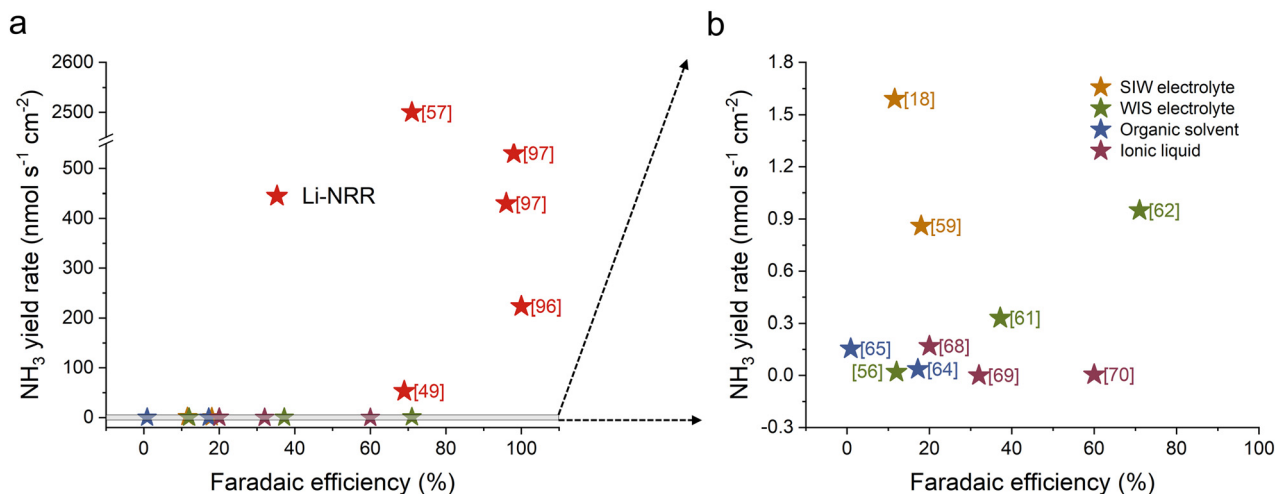 a
2600
2500
500
400
300
200
100
0
NH₃ yield rate (nmol s⁻¹ cm⁻²)
[57]
[97]
Li-NRR
[97]
[96]
[49]
0 20 40 60 80 100
Faradaic efficiency (%)
b
1.8
1.5
1.2
0.9
0.6
0.3
0.0
-0.3
NH₃ yield rate (nmol s⁻¹ cm⁻²)
SIW electrolyte
WIS electrolyte
Organic solvent
Ionic liquid
[18]
[62]
[59]
[61]
[65] [68]
[56] [64] [69] [70]
0 20 40 60 80 100
Faradaic efficiency (%)